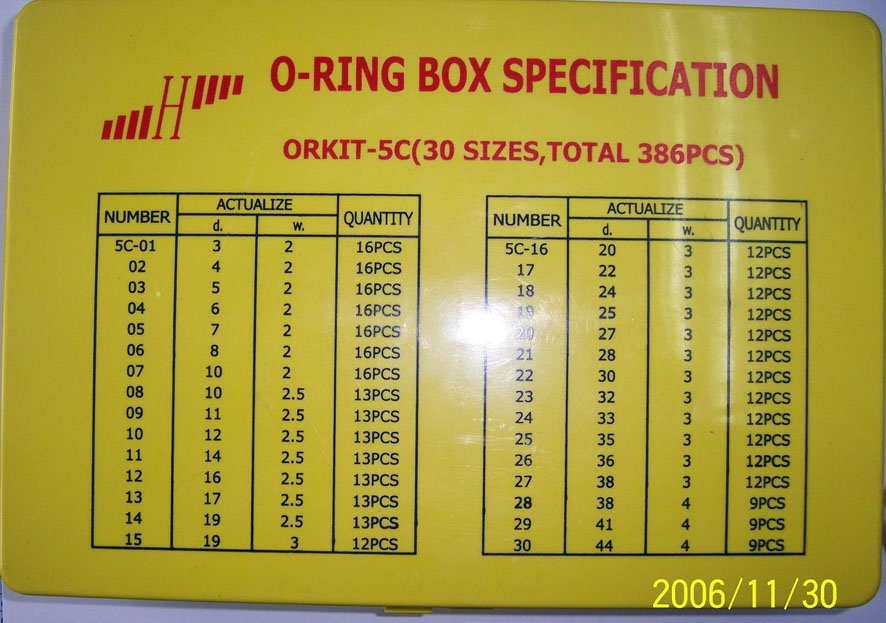 H
O-RING BOX SPECIFICATION
ORKIT-5C(30 SIZES,TOTAL 386PCS)
NUMBER ACTUALIZE QUANTITY
d. w.
5C-01 3 2 16PCS
02 4 2 16PCS
03 5 2 16PCS
04 6 2 16PCS
05 7 2 16PCS
06 8 2 16PCS
07 10 2 16PCS
08 10 2.5 13PCS
09 11 2.5 13PCS
10 12 2.5 13PCS
11 14 2.5 13PCS
12 16 2.5 13PCS
13 17 2.5 13PCS
14 19 2.5 13PCS
15 19 3 12PCS
NUMBER ACTUALIZE QUANTITY
d. w.
5C-16 20 3 12PCS
17 22 3 12PCS
18 24 3 12PCS
19 25 3 12PCS
20 27 3 12PCS
21 28 3 12PCS
22 30 3 12PCS
23 32 3 12PCS
24 33 3 12PCS
25 35 3 12PCS
26 36 3 12PCS
27 38 3 12PCS
28 38 4 9PCS
29 41 4 9PCS
30 44 4 9PCS
2006/11/30